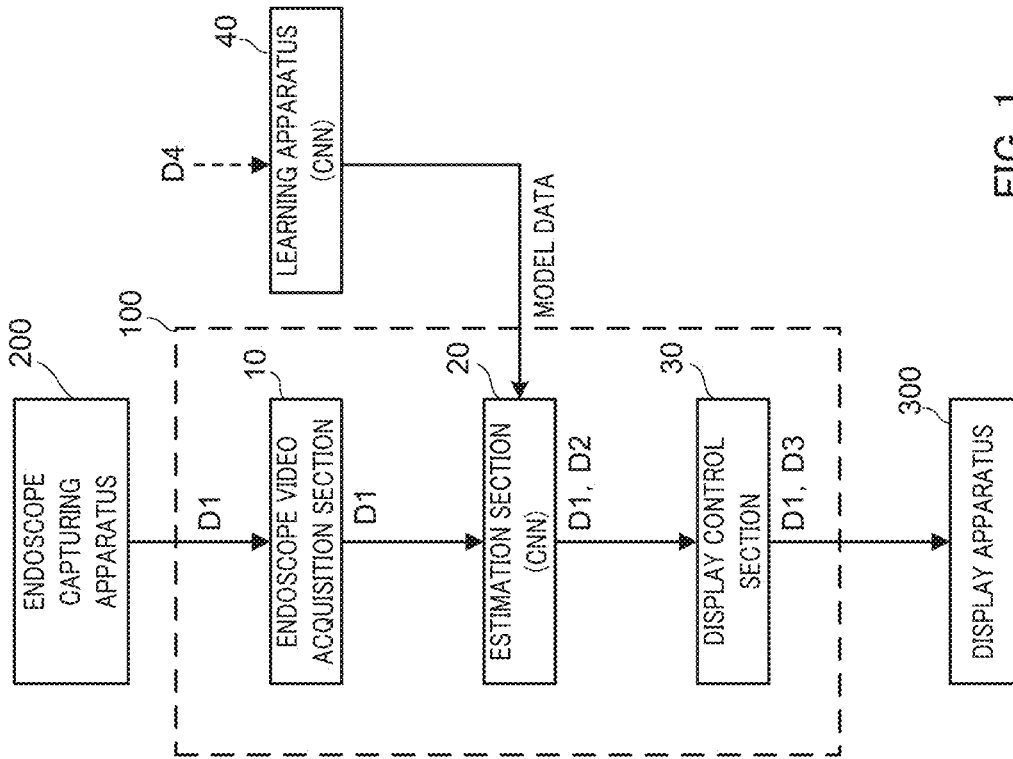 200
ENDOSCOPE
CAPTURING
APPARATUS
D1
100
10
ENDOSCOPE VIDEO
ACQUISITION SECTION
D1
20
ESTIMATION SECTION
(CNN)
D1, D2
30
DISPLAY CONTROL
SECTION
D1, D3
300
DISPLAY APPARATUS
D4
40
LEARNING APPARATUS
(CNN)
MODEL DATA
FIG. 1